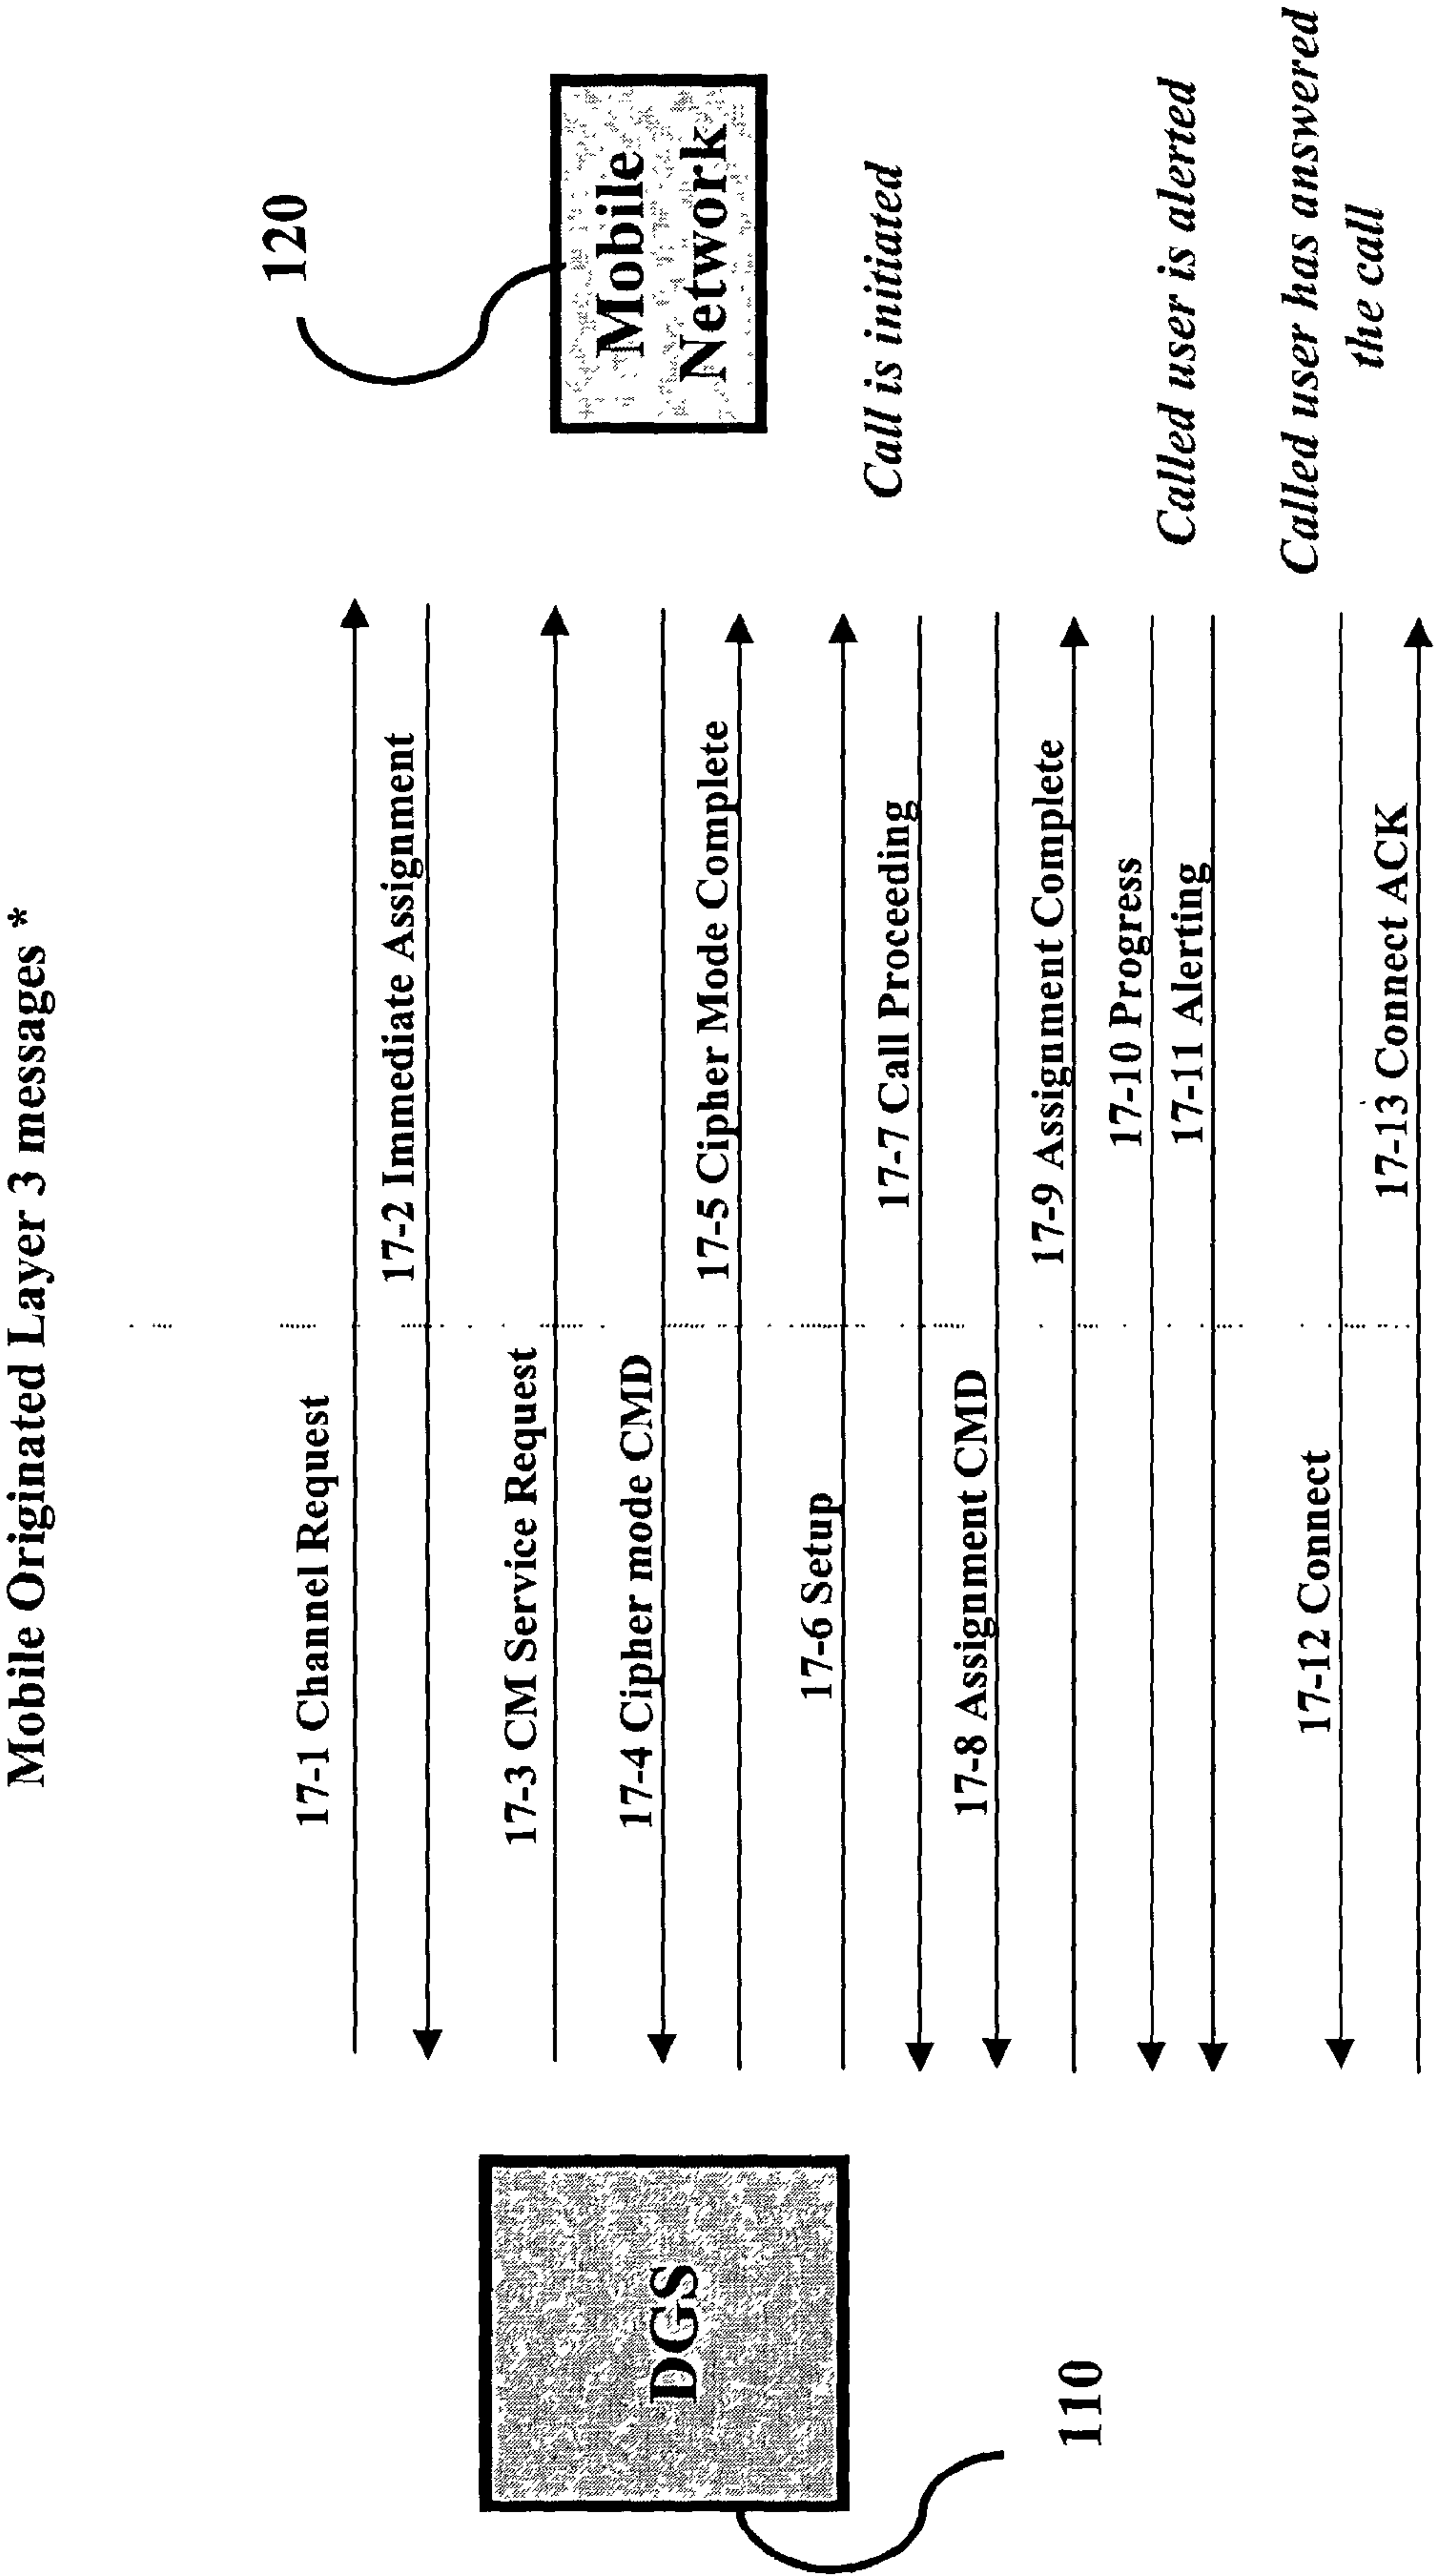 Mobile Originated Layer 3 messages *
120
17-1 Channel Request
17-2 Immediate Assignment
17-3 CM Service Request
Mobile
Network
17-4 Cipher mode CMD
DGS
17-5 Cipher Mode Complete
17-6 Setup
Call is initiated
17-7 Call Proceeding
17-8 Assignment CMD
17-9 Assignment Complete
110
17-10 Progress
Called user is alerted
17-11 Alerting
17-12 Connect
Called user has answered
the call
17-13 Connect ACK